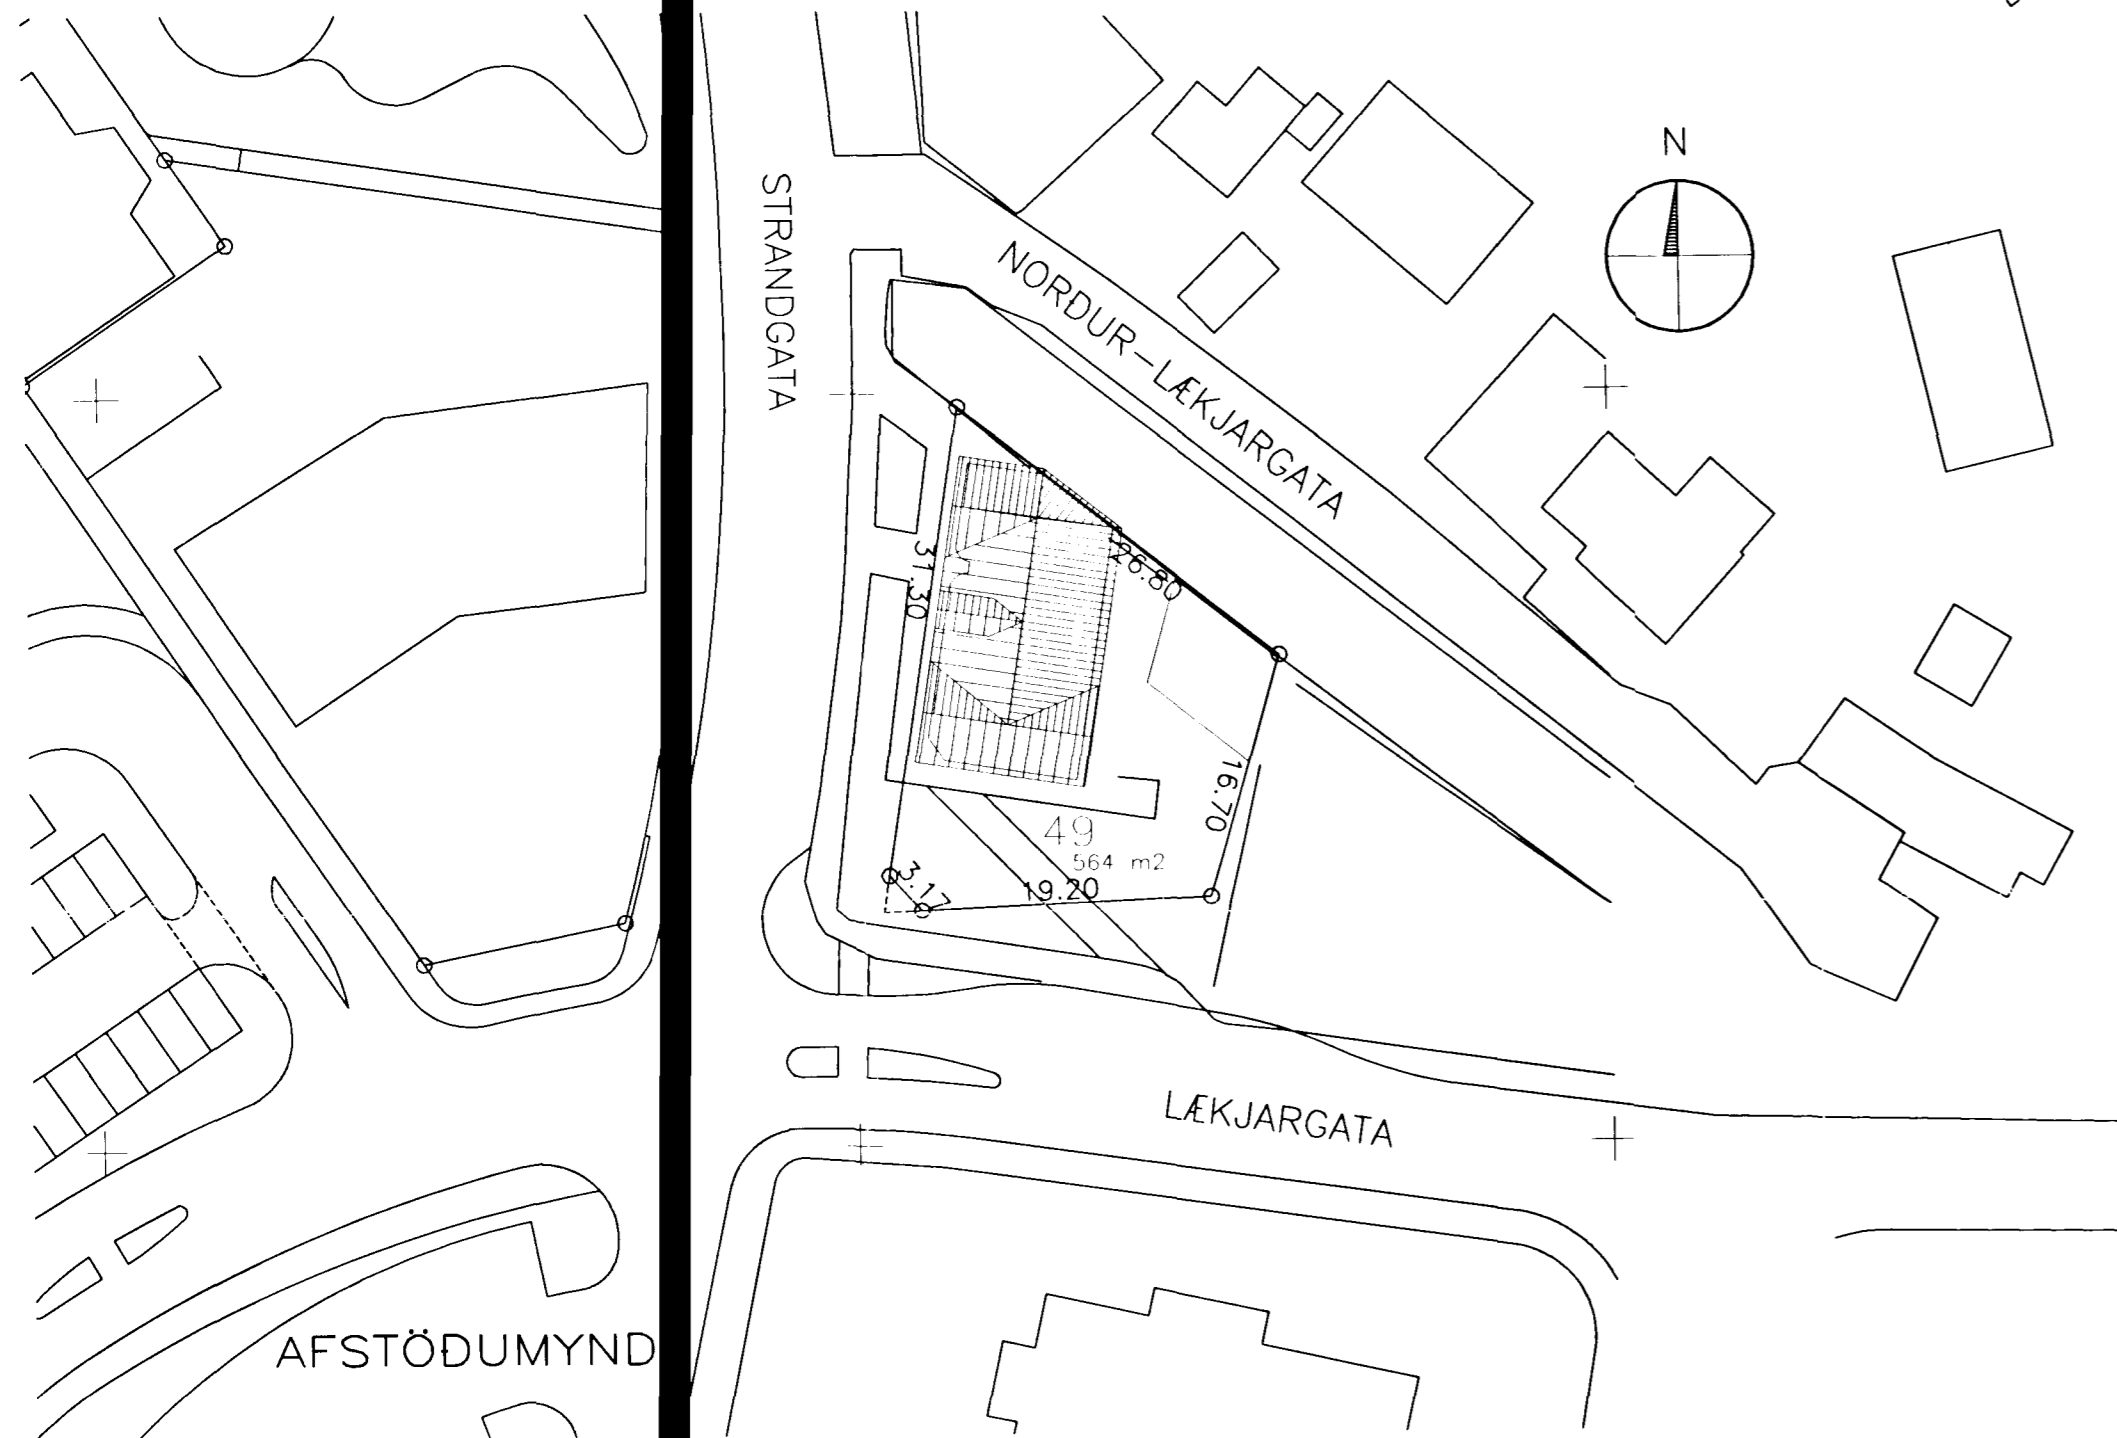 N
STRANDGATA
NORÐUR-LÆKJARGATA
31.30
26.80
16.70
49
564 m2
3.17
19.20
LÆKJARGATA
AFSTÖÐUMYND